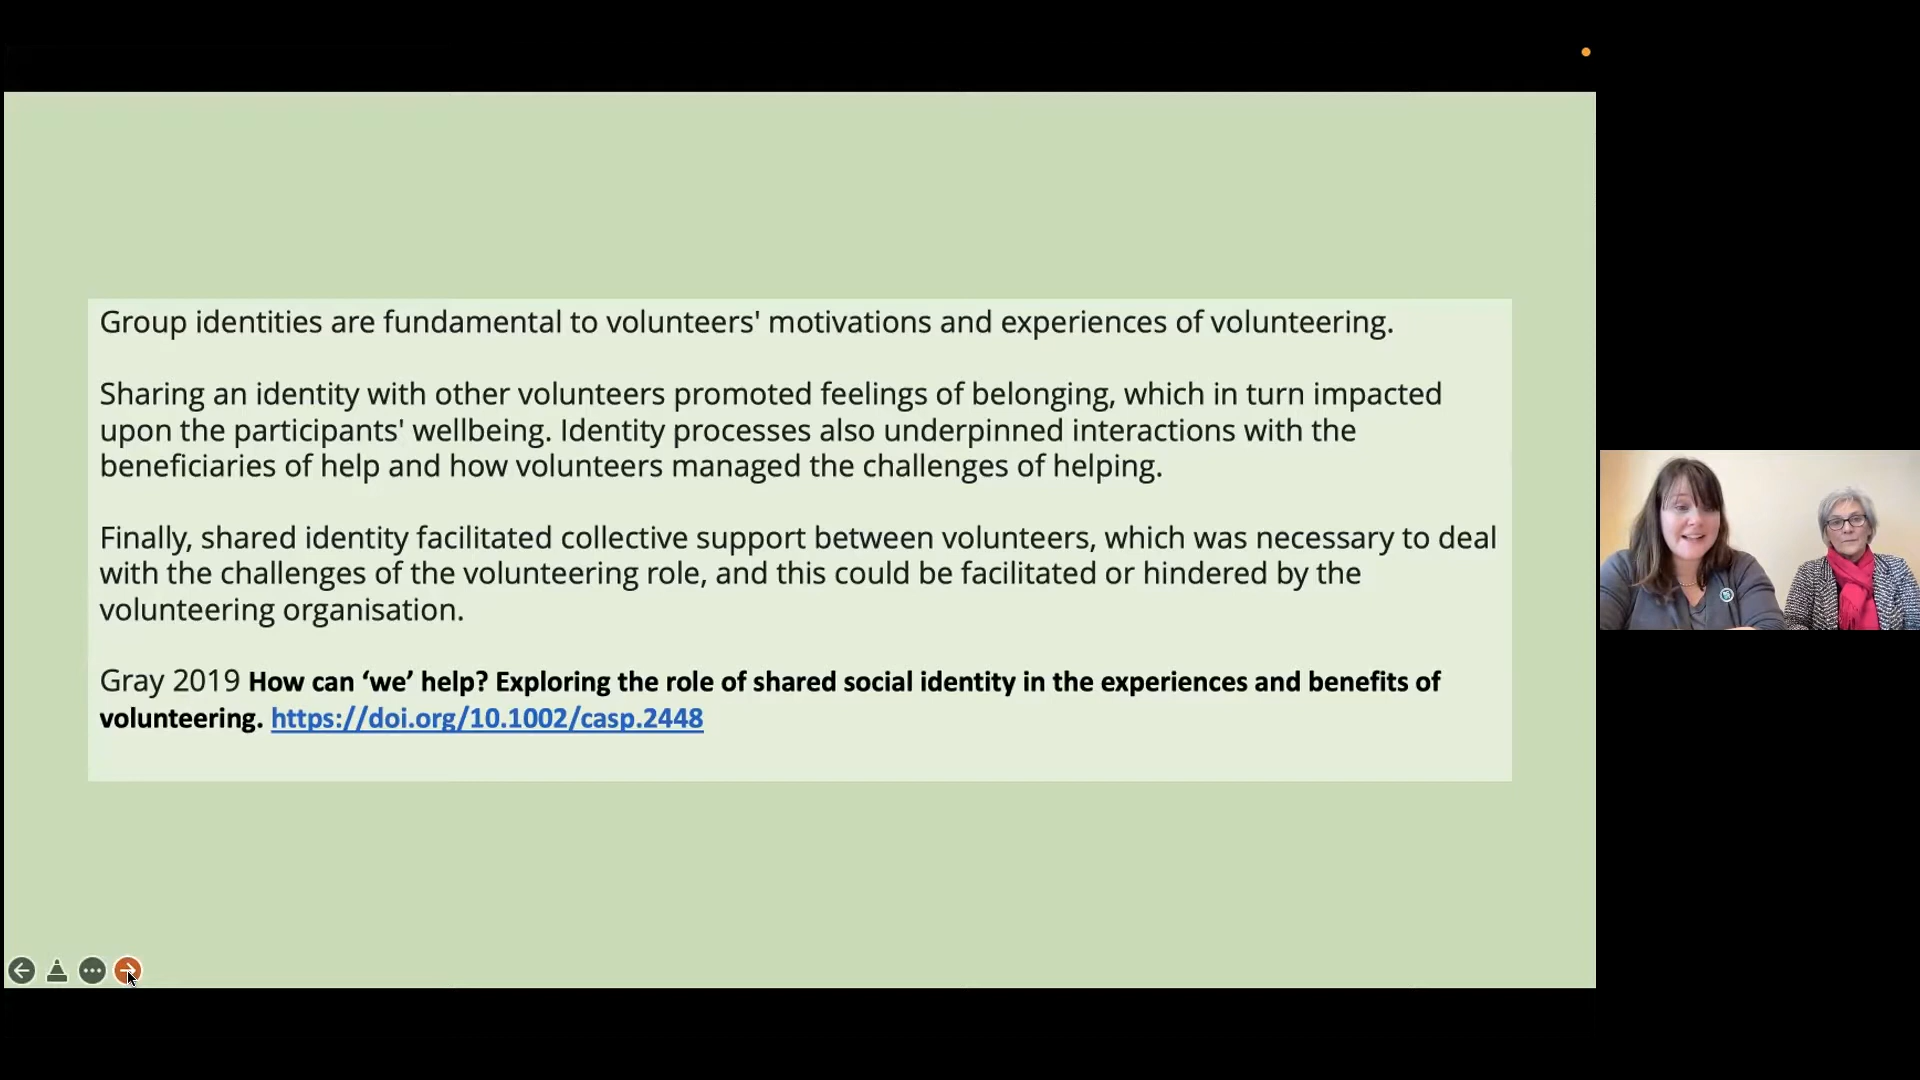 Group identities are fundamental to volunteers' motivations and experiences of volunteering.
Sharing an identity with other volunteers promoted feelings of belonging, which in turn impacted
upon the participants' wellbeing. Identity processes also underpinned interactions with the
beneficiaries of help and how volunteers managed the challenges of helping.
Finally, shared identity facilitated collective support between volunteers, which was necessary to deal
with the challenges of the volunteering role, and this could be facilitated or hindered by the
volunteering organisation.
Gray 2019 How can ‘we’ help? Exploring the role of shared social identity in the experiences and benefits of
volunteering. https://doi.org/10.1002/casp.2448